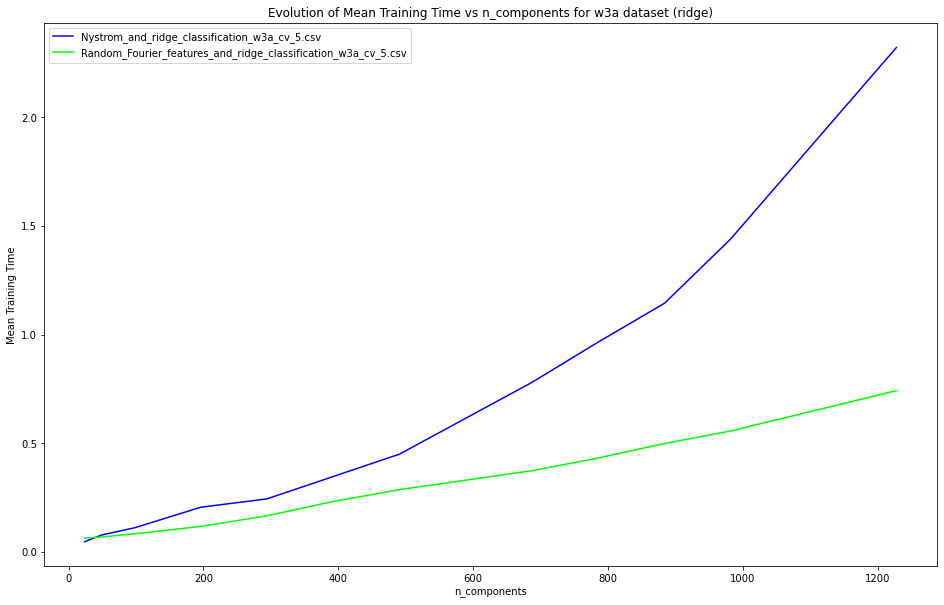 Evolution of Mean Training Time vs n_components for w3a dataset (ridge)
Nystrom_and_ridge_classification_w3a_cv_5.csv
Random_Fourier_features_and_ridge_classification_w3a_cv_5.csv
Mean Training Time
2.0
1.5
1.0
0.5
0.0
0 200 400 600 800 1000 1200
n_components